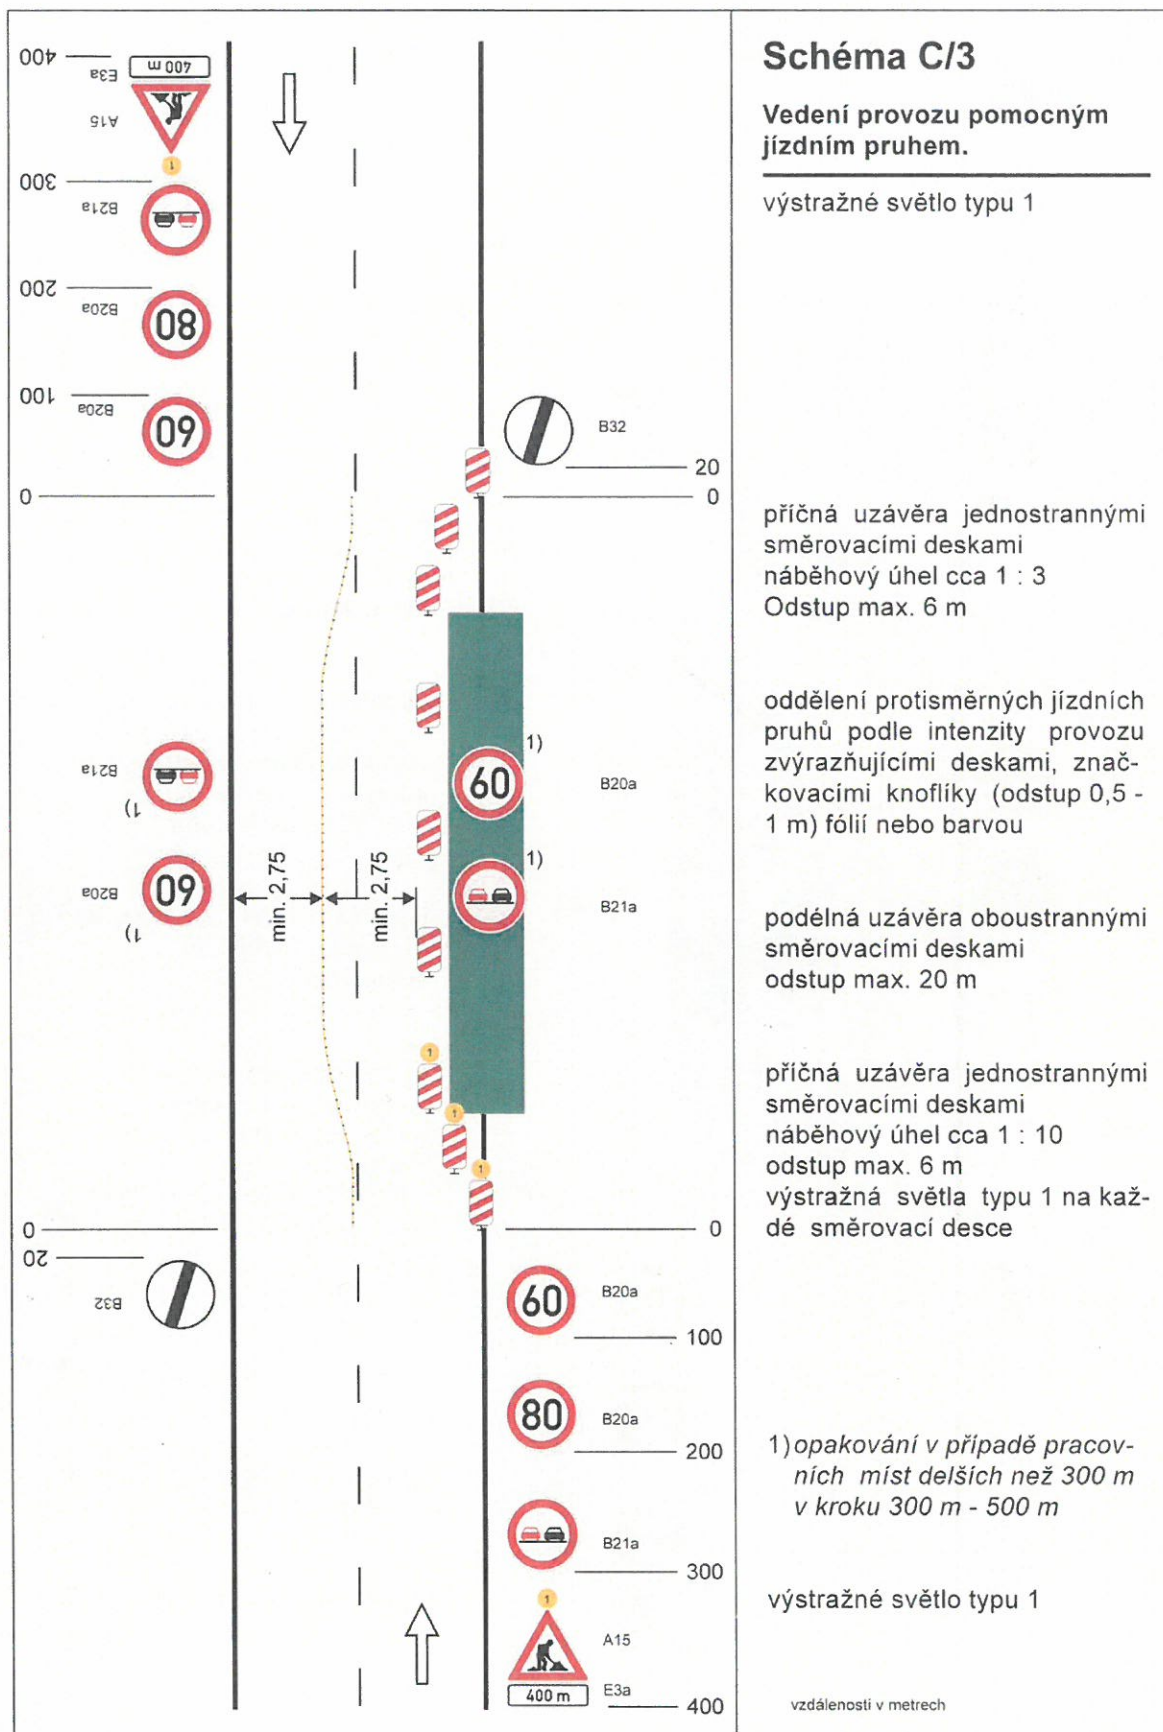 Schéma C/3
Vedení provozu pomocným
jízdním pruhem.
výstražné světlo typu 1
příčná uzávěra jednostrannými
směrovacími deskami
náběhový úhel cca 1 : 3
Odstup max. 6 m
oddělení protisměrných jízdních
pruhů podle intenzity provozu
zvýrazňujícími deskami, znač-
kovacími knoflíky (odstup 0,5 -
1 m) fólií nebo barvou
podélná uzávěra oboustrannými
směrovacími deskami
odstup max. 20 m
příčná uzávěra jednostrannými
směrovacími deskami
náběhový úhel cca 1 : 10
odstup max. 6 m
výstražná světla typu 1 na kaž-
dé směrovací desce
1) opakování v případě pracov-
ních míst delších než 300 m
v kroku 300 m - 500 m
výstražné světlo typu 1
vzdálenosti v metrech
400
400 m
E3a
A15
1
300
B21a
200
B20a
80
100
B20a
60
0
B21a
1)
B20a
60
1)
0
20
B32
min. 2,75
min. 2,75
B32
20
0
1)
60
B20a
1)
B21a
1
1
1
0
60
B20a
100
80
B20a
200
B21a
300
1
A15
400 m
E3a
400